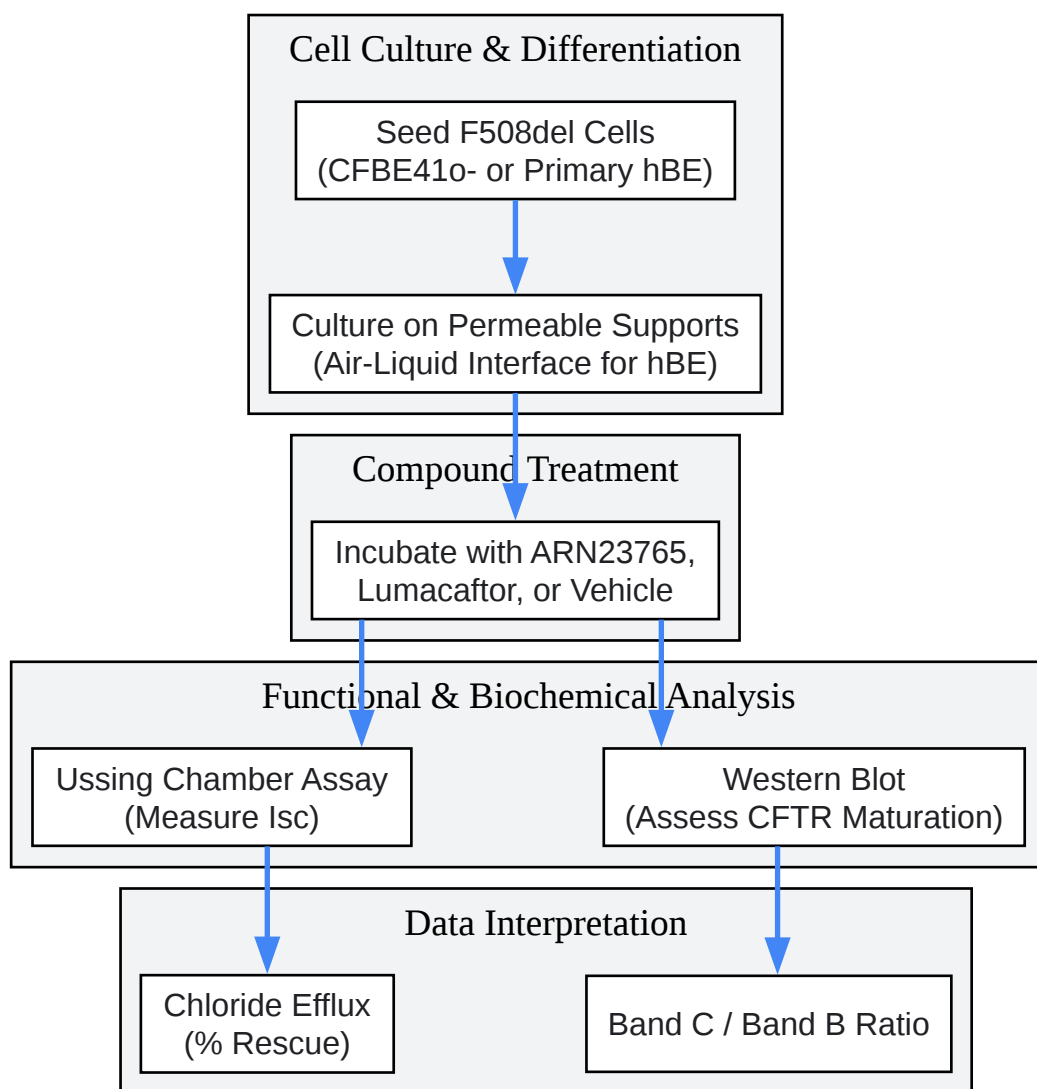 Cell Culture & Differentiation
Seed F508del Cells
(CFBE41o- or Primary hBE)
Culture on Permeable Supports
(Air-Liquid Interface for hBE)
Compound Treatment
Incubate with ARN23765,
Lumacaftor, or Vehicle
Functional & Biochemical Analysis
Ussing Chamber Assay
(Measure Isc)
Western Blot
(Assess CFTR Maturation)
Data Interpretation
Chloride Efflux
(% Rescue)
Band C / Band B Ratio